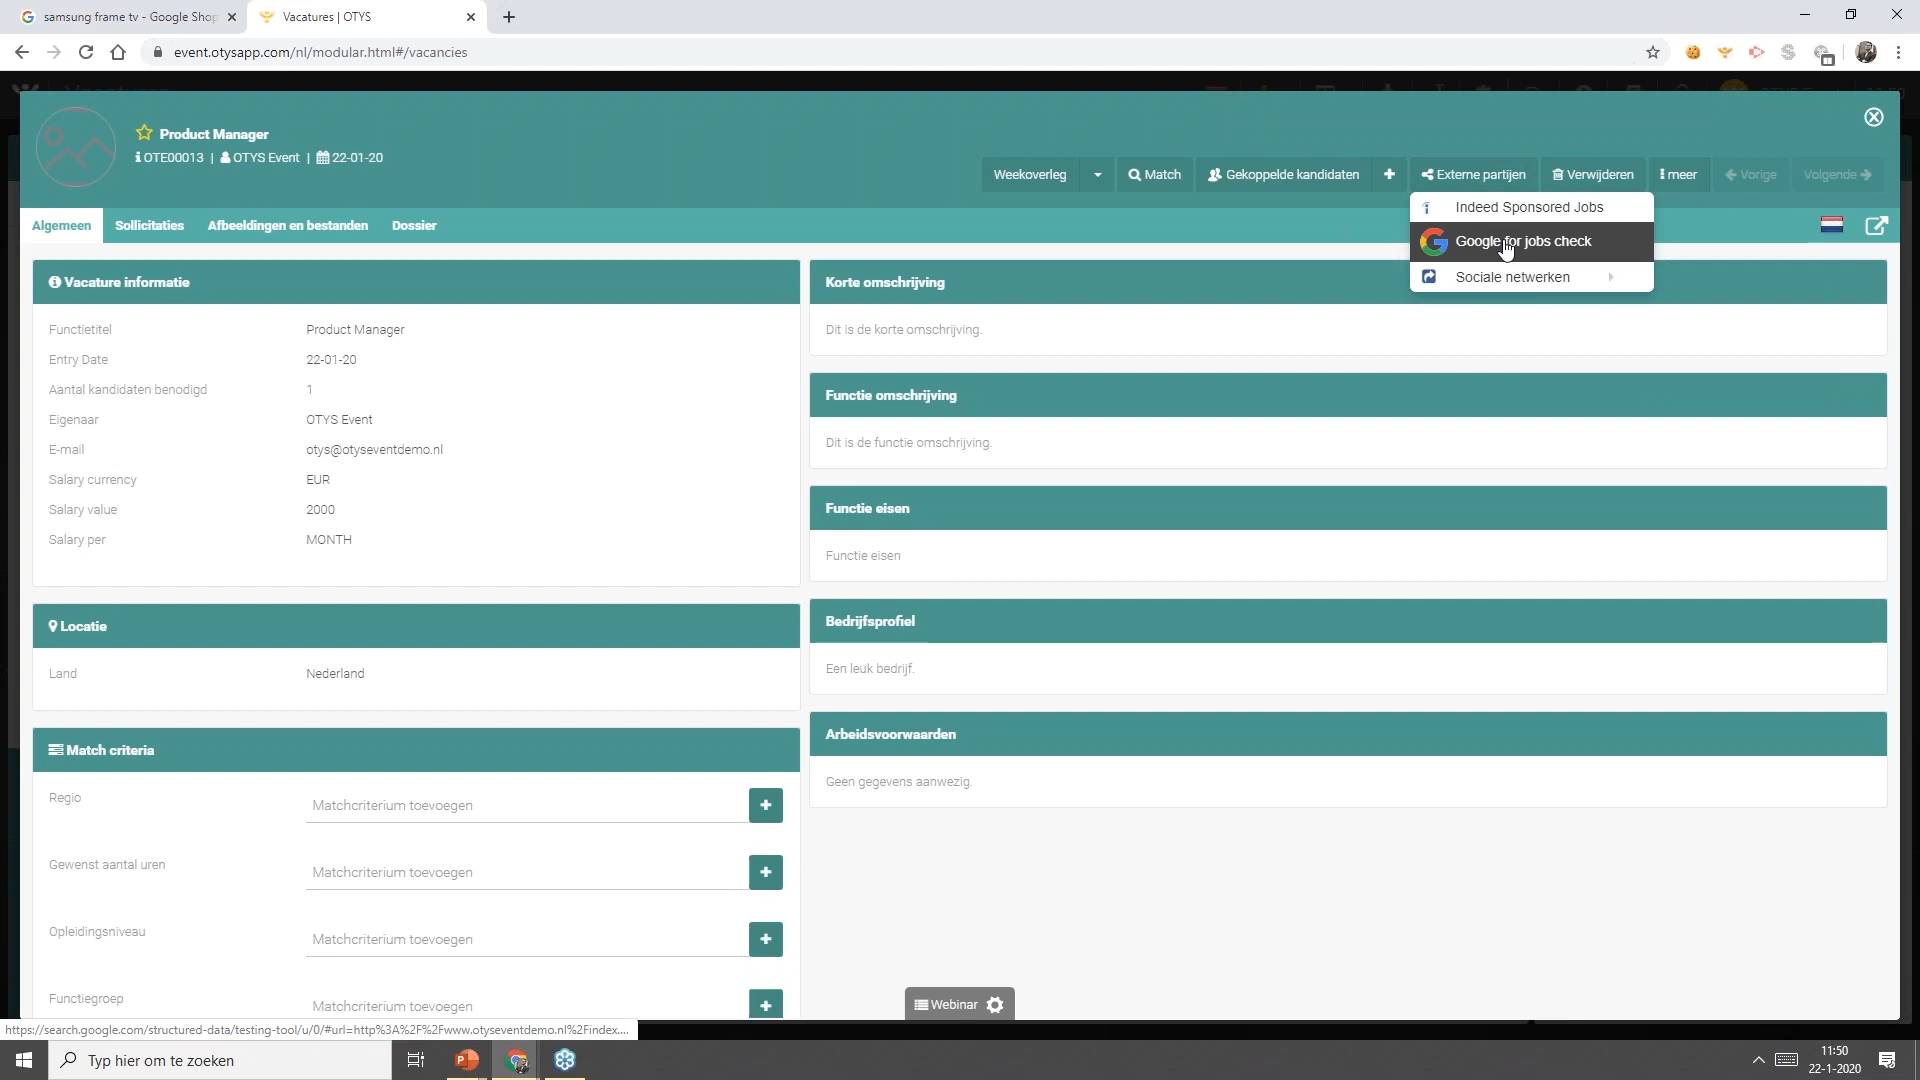 samsung frame tv - Google Shop
Vacatures | OTYS
event.otysapp.com/nl/modular.html#/vacancies
Product Manager
OTE00013 | OTYS Event | 22-01-20
Weekoverleg
Match
Gekoppelde kandidaten
Externe partijen
Verwijderen
meer
Vorige
Volgende
Indeed Sponsored Jobs
Google for jobs check
Sociale netwerken
Algemeen
Sollicitaties
Afbeeldingen en bestanden
Dossier
Vacature informatie
Functietitel Product Manager
Entry Date 22-01-20
Aantal kandidaten benodigd 1
Eigenaar OTYS Event
E-mail otys@otyseventdemo.nl
Salary currency EUR
Salary value 2000
Salary per MONTH
Locatie
Land Nederland
Match criteria
Regio Matchcriterium toevoegen
Gewenst aantal uren Matchcriterium toevoegen
Opleidingsniveau Matchcriterium toevoegen
Functiegroep Matchcriterium toevoegen
Korte omschrijving
Dit is de korte omschrijving.
Functie omschrijving
Dit is de functie omschrijving.
Functie eisen
Functie eisen
Bedrijfsprofiel
Een leuk bedrijf.
Arbeidsvoorwaarden
Geen gegevens aanwezig.
Webinar
https://search.google.com/structured-data/testing-tool/u/0/#url=http%3A%2F%2Fwww.otyseventdemo.nl%2Findex....
Typ hier om te zoeken
11:50
22-1-2020